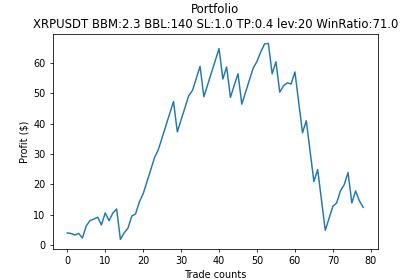 Portfolio
XRPUSDT BBM:2.3 BBL:140 SL:1.0 TP:0.4 lev:20 WinRatio:71.0
60
50
40
30
20
10
0
Profit ($)
0 10 20 30 40 50 60 70 80
Trade counts